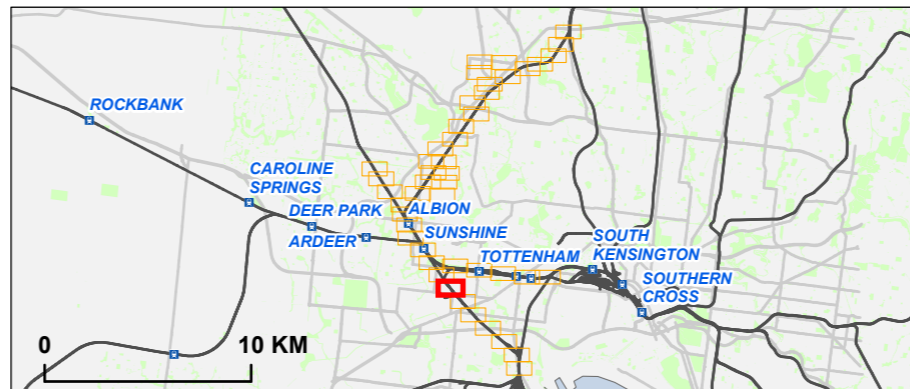 ROCKBANK
CAROLINE
SPRINGS
DEER PARK
ARDEER
ALBION
SUNSHINE
TOTTENHAM
SOUTH
KENSINGTON
SOUTHERN
CROSS
0 10 KM